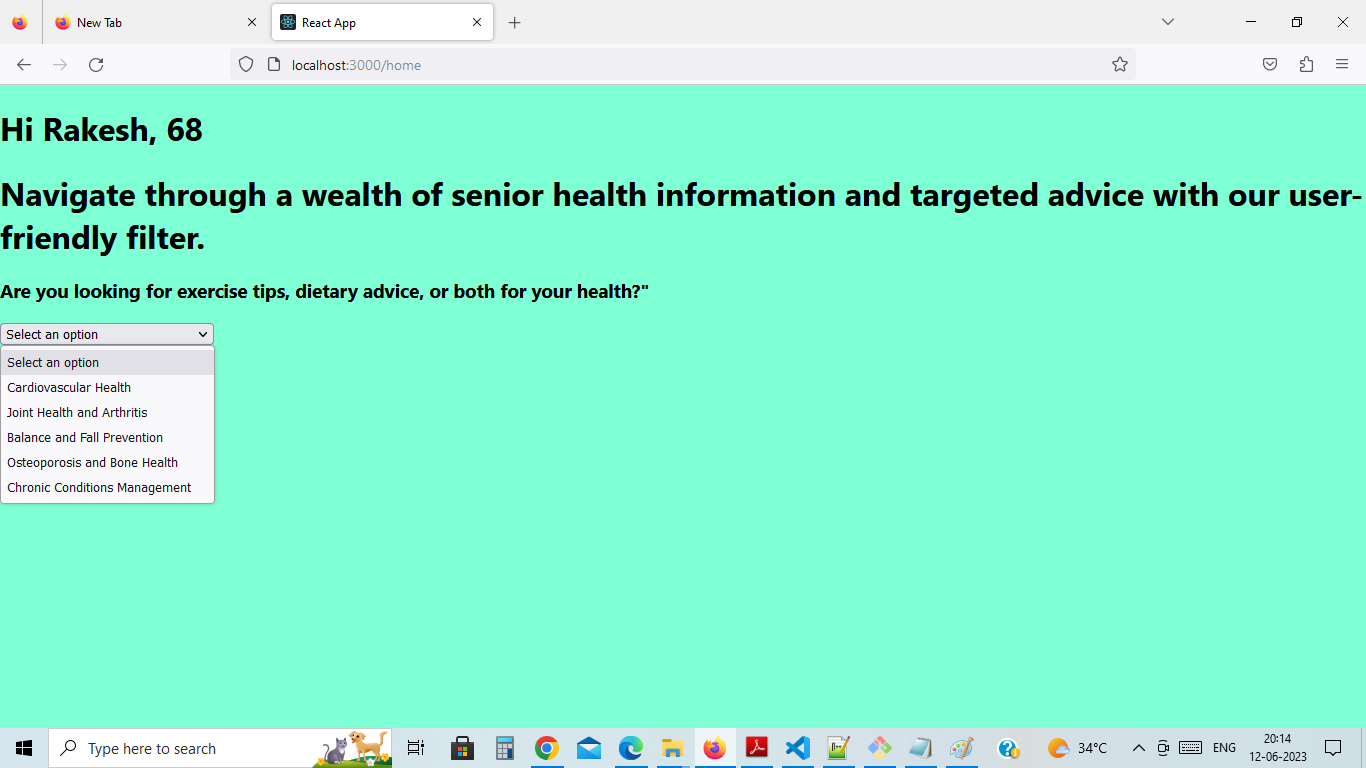 New Tab
React App
localhost:3000/home
Hi Rakesh, 68
Navigate through a wealth of senior health information and targeted advice with our user-
friendly filter.
Are you looking for exercise tips, dietary advice, or both for your health?"
Select an option
Select an option
Cardiovascular Health
Joint Health and Arthritis
Balance and Fall Prevention
Osteoporosis and Bone Health
Chronic Conditions Management
Type here to search
34°C
ENG
20:14
12-06-2023